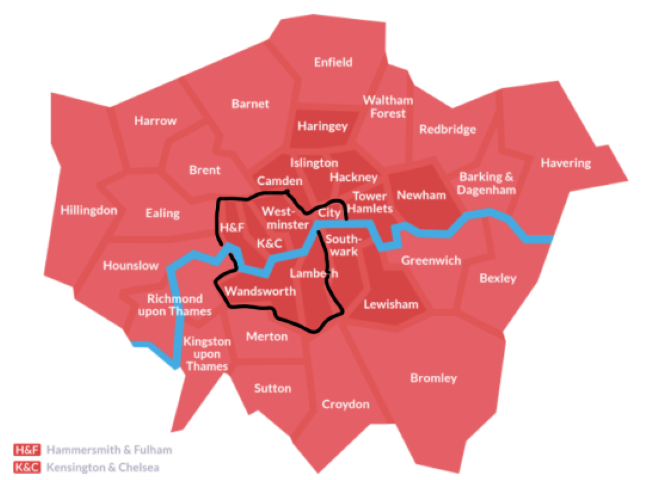 Enfield
Barnet
Waltham
Forest
Harrow
Haringey
Redbridge
Islington
Havering
Brent
Camden
Hackney
Barking &
Dagenham
Newham
Tower
Hamlets
Hillingdon
Ealing
West-
minster
City
H&F
K&C
South-
wark
Hounslow
Greenwich
Lambeth
Bexley
Wandsworth
Richmond
upon Thames
Lewisham
Merton
Kingston
upon
Thames
Sutton
Bromley
Croydon
H&F Hammersmith & Fulham
K&C Kensington & Chelsea